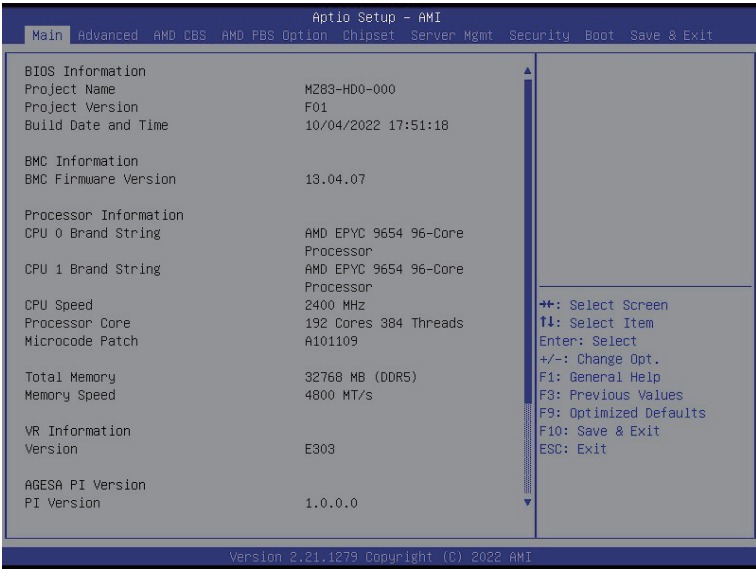 Aptio Setup – AMI
Main Advanced AMD CBS AMD PBS Option Chipset Server Mgmt Security Boot Save & Exit
BIOS Information
Project Name MZ83-HD0-000
Project Version F01
Build Date and Time 10/04/2022 17:51:18
BMC Information
BMC Firmware Version 13.04.07
Processor Information
CPU 0 Brand String AMD EPYC 9654 96-Core
Processor
CPU 1 Brand String AMD EPYC 9654 96-Core
Processor
CPU Speed 2400 MHz
Processor Core 192 Cores 384 Threads
Microcode Patch A101109
Total Memory 32768 MB (DDR5)
Memory Speed 4800 MT/s
VR Information
Version E303
AGESA PI Version
PI Version 1.0.0.0
→←: Select Screen
↑↓: Select Item
Enter: Select
+/-: Change Opt.
F1: General Help
F3: Previous Values
F9: Optimized Defaults
F10: Save & Exit
ESC: Exit
Version 2.21.1279 Copyright (C) 2022 AMI